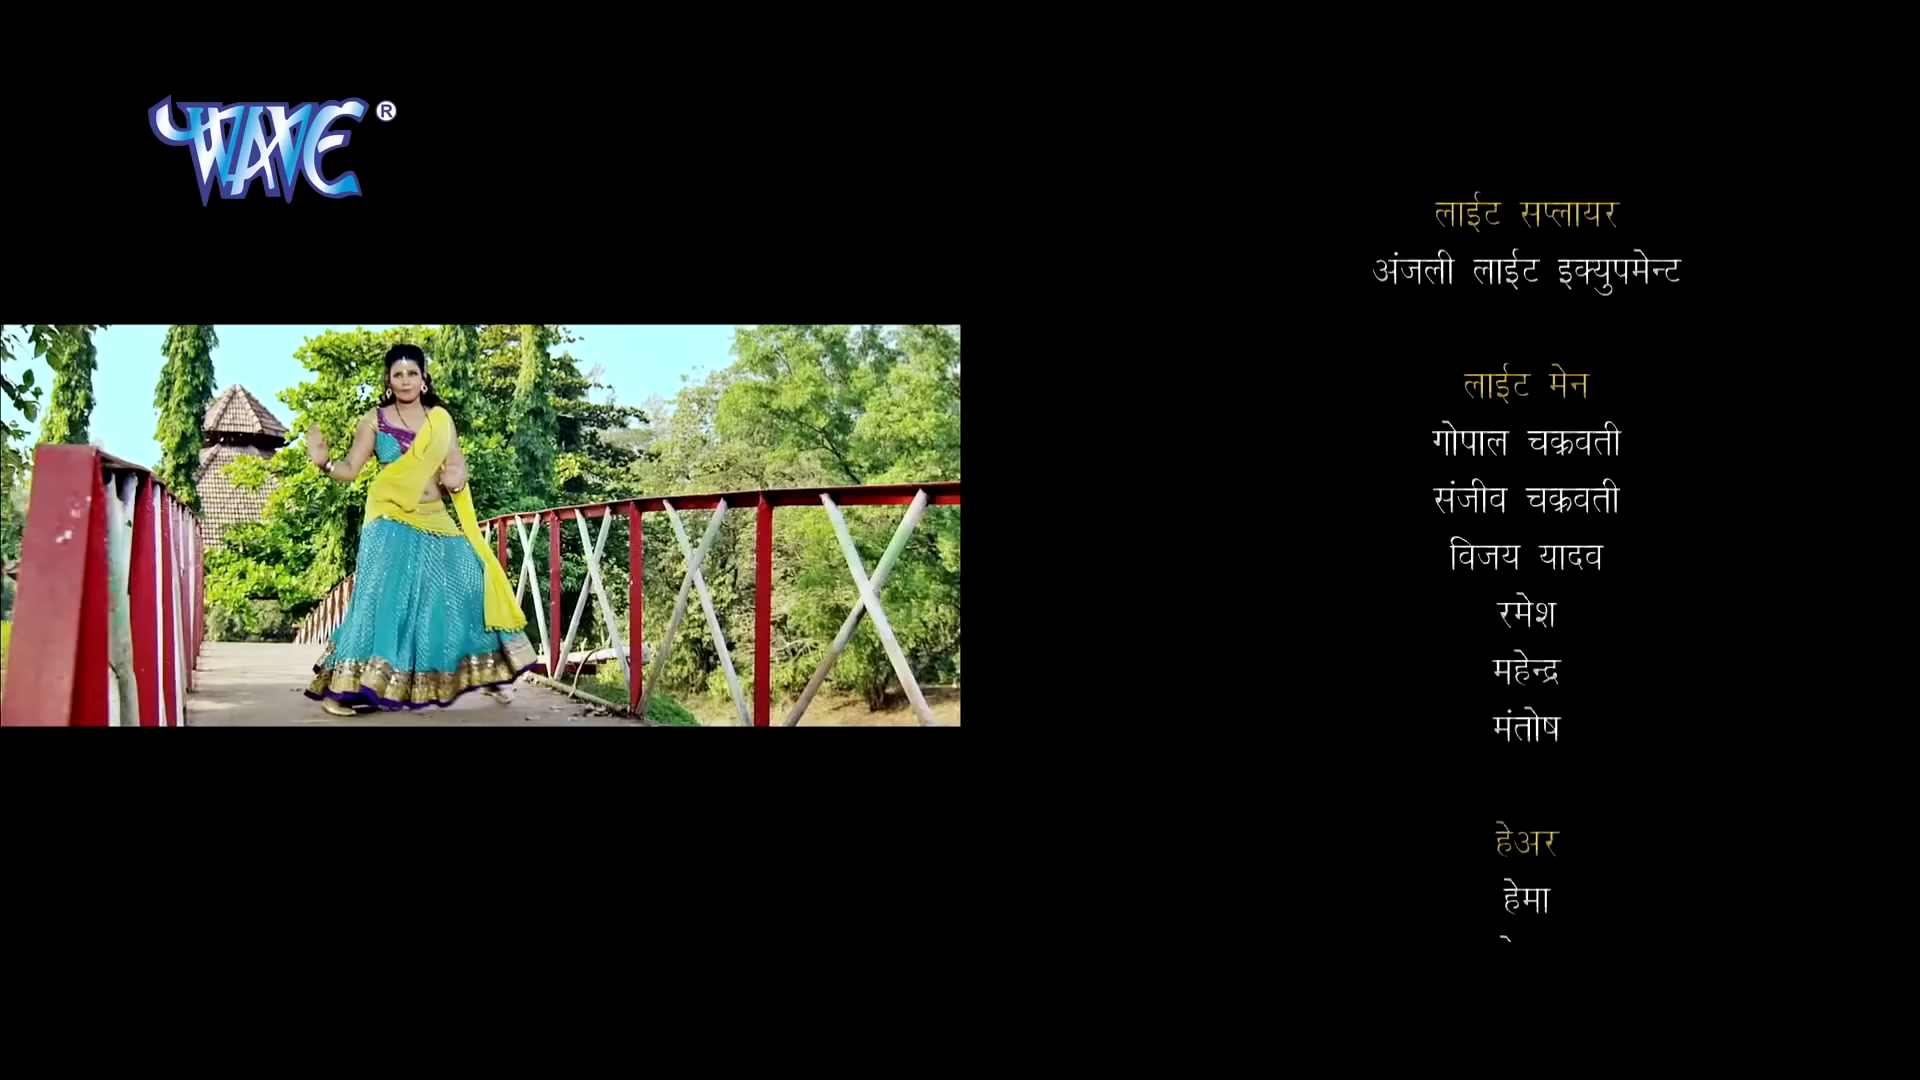 WAVE ®
लाईट सप्लायर
अंजली लाईट इक्युपमेन्ट
लाईट मेन
गोपाल चक्रवती
संजीव चक्रवती
विजय यादव
रमेश
महेन्द्र
मंतोष
हेअर
हेमा